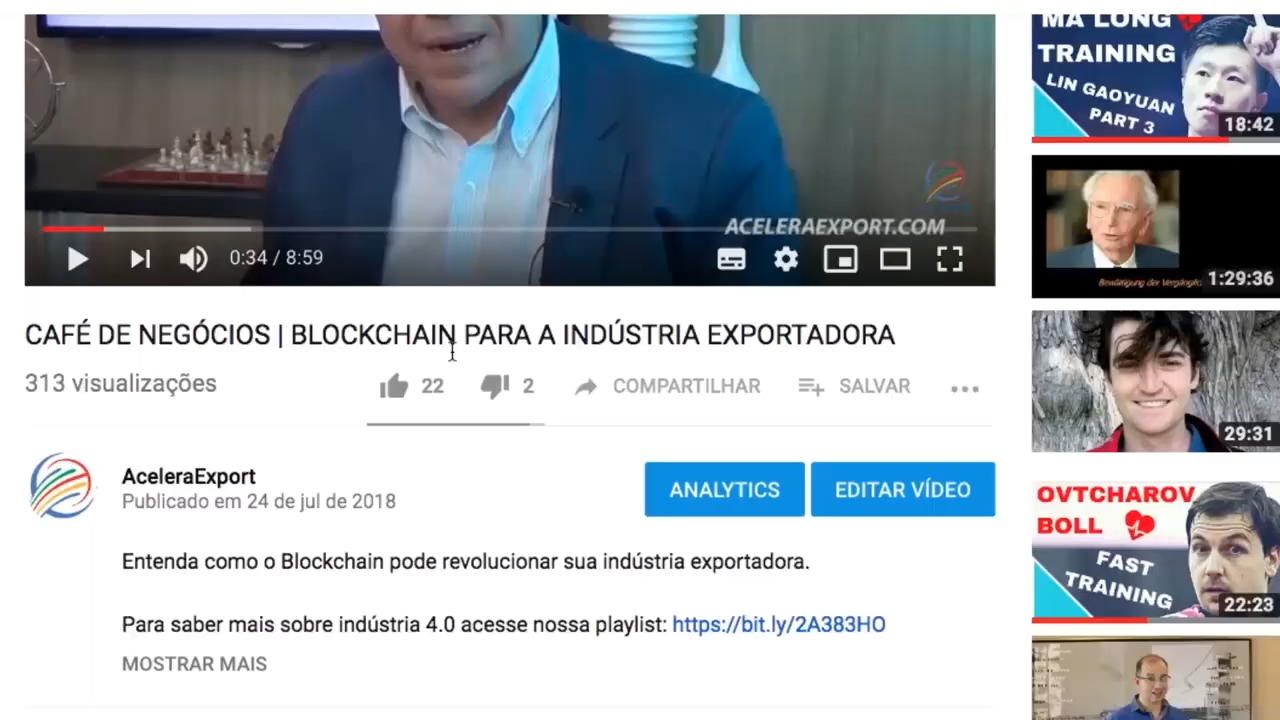 ACELERAEXPORT.COM
0:34 / 8:59
CAFÉ DE NEGÓCIOS | BLOCKCHAIN PARA A INDÚSTRIA EXPORTADORA
313 visualizações
22
2
COMPARTILHAR
SALVAR
AceleraExport
Publicado em 24 de jul de 2018
ANALYTICS
EDITAR VÍDEO
Entenda como o Blockchain pode revolucionar sua indústria exportadora.
Para saber mais sobre indústria 4.0 acesse nossa playlist: https://bit.ly/2A383HO
MOSTRAR MAIS
MA LONG
TRAINING
LIN GAOYUAN
PART 3
18:42
Bewältigung der
1:29:36
29:31
OVTCHAROV
BOLL
FAST
TRAINING
22:23